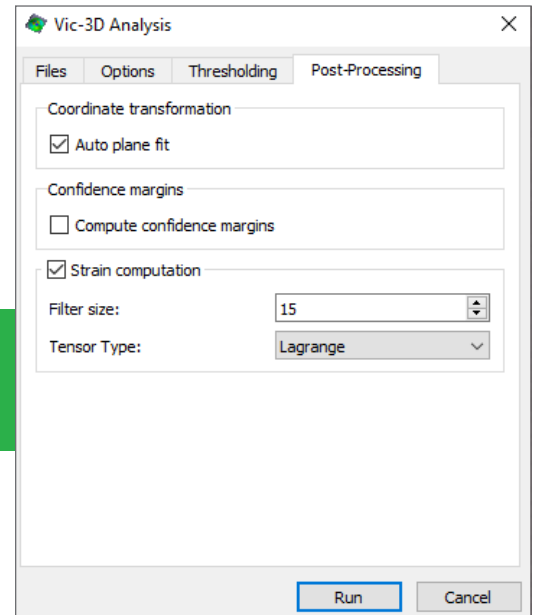 Vic-3D Analysis
Files Options Thresholding Post-Processing
Coordinate transformation
Auto plane fit
Confidence margins
Compute confidence margins
Strain computation
Filter size: 15
Tensor Type: Lagrange
Run Cancel